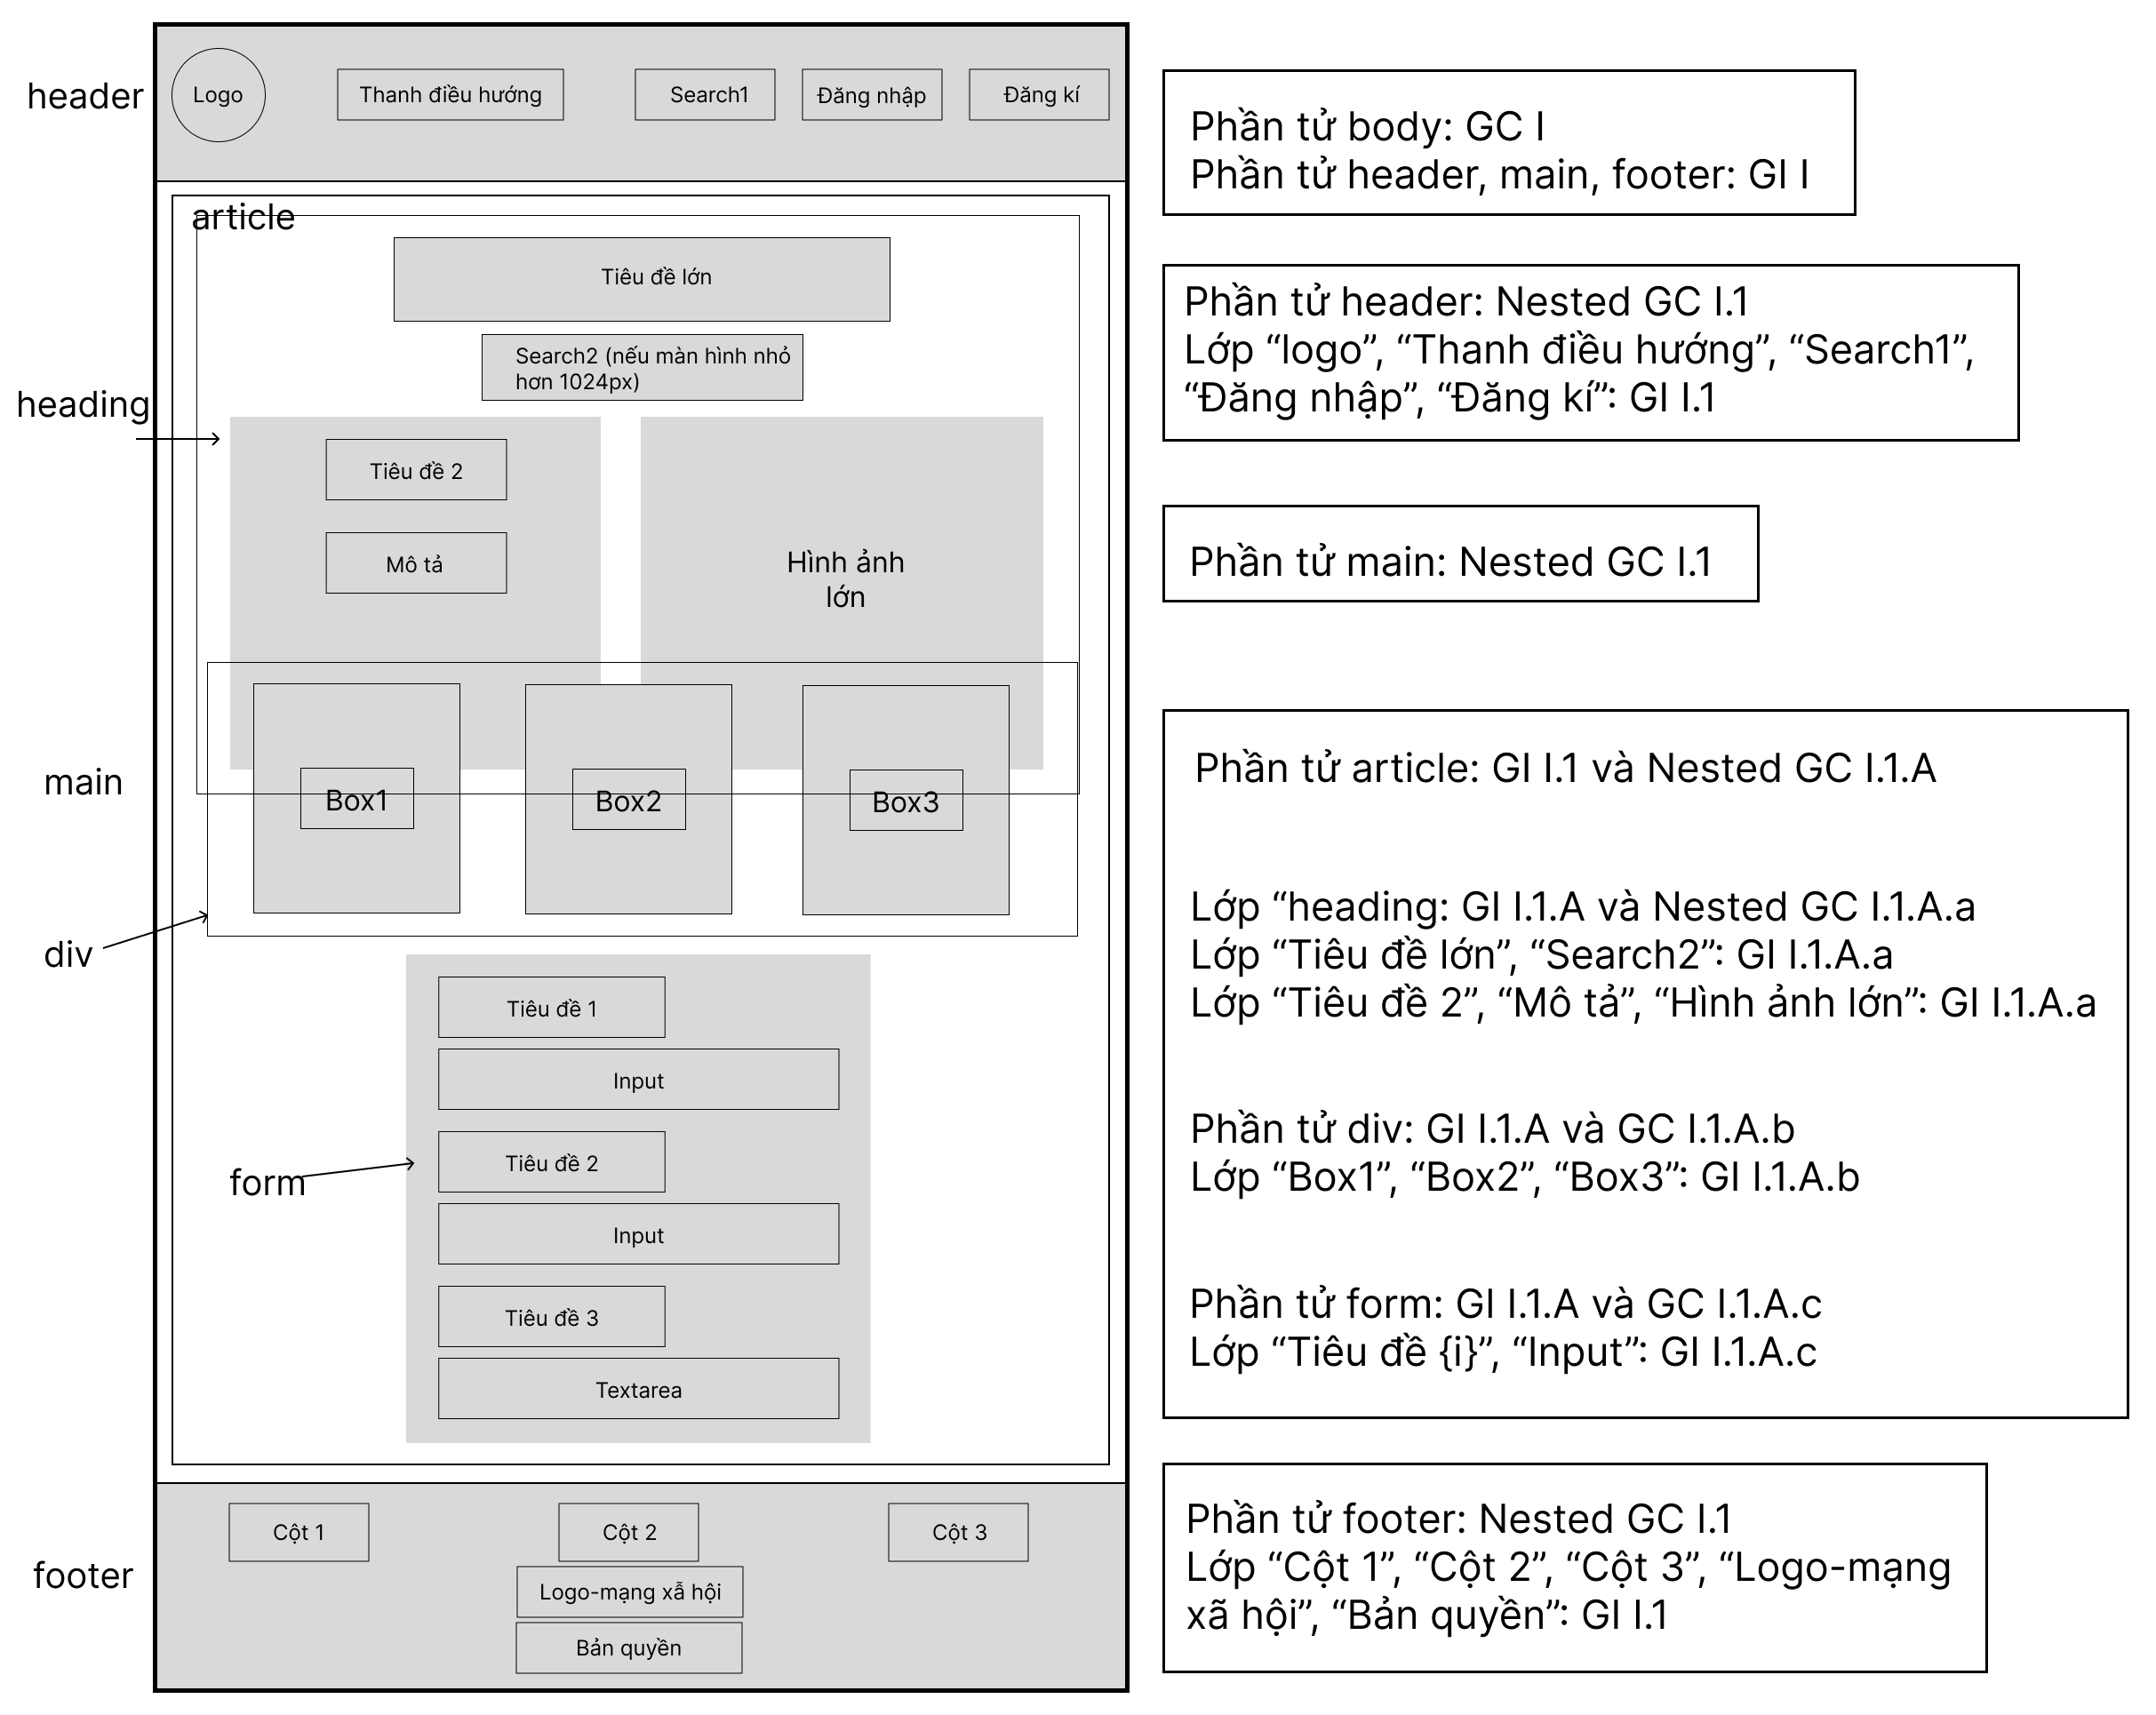 header
Logo
Thanh điều hướng
Search1
Đăng nhập
Đăng kí
article
Tiêu đề lớn
Search2 (nếu màn hình nhỏ
hơn 1024px)
heading
Tiêu đề 2
Mô tả
Hình ảnh
lớn
main
Box1
Box2
Box3
div
Tiêu đề 1
Input
form
Tiêu đề 2
Input
Tiêu đề 3
Textarea
footer
Cột 1
Cột 2
Cột 3
Logo-mạng xẫ hội
Bản quyền
Phần tử body: GC I
Phần tử header, main, footer: GI I
Phần tử header: Nested GC I.1
Lớp “logo”, “Thanh điều hướng”, “Search1”,
“Đăng nhập”, “Đăng kí”: GI I.1
Phần tử main: Nested GC I.1
Phần tử article: GI I.1 và Nested GC I.1.A
Lớp “heading: GI I.1.A và Nested GC I.1.A.a
Lớp “Tiêu đề lớn”, “Search2”: GI I.1.A.a
Lớp “Tiêu đề 2”, “Mô tả”, “Hình ảnh lớn”: GI I.1.A.a
Phần tử div: GI I.1.A và GC I.1.A.b
Lớp “Box1”, “Box2”, “Box3”: GI I.1.A.b
Phần tử form: GI I.1.A và GC I.1.A.c
Lớp “Tiêu đề {i}”, “Input”: GI I.1.A.c
Phần tử footer: Nested GC I.1
Lớp “Cột 1”, “Cột 2”, “Cột 3”, “Logo-mạng
xã hội”, “Bản quyền”: GI I.1